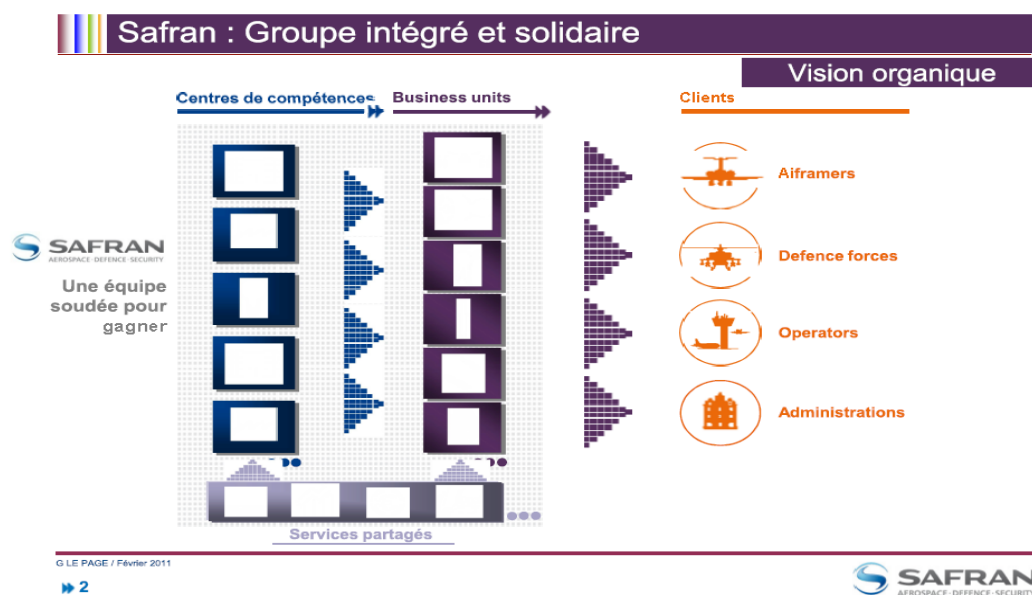 Safran : Groupe intégré et solidaire
Vision organique
Centres de compétences
Business units
Clients
Aiframers
SAFRAN
AEROSPACE · DEFENCE · SECURITY
Defence forces
Une équipe
soudée pour
gagner
Operators
Administrations
Services partagés
G LE PAGE / Février 2011
2
SAFRAN
AEROSPACE · DEFENCE · SECURITY